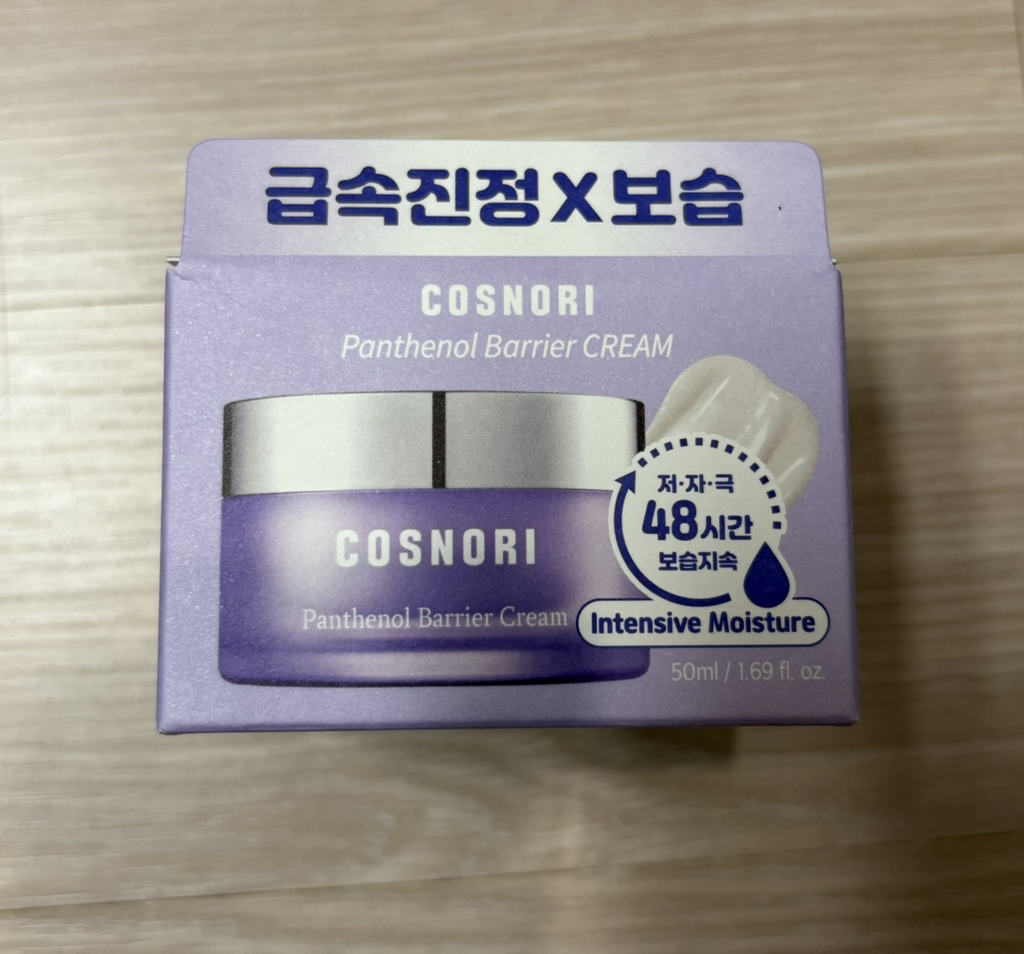 급속진정X보습
COSNORI
Panthenol Barrier CREAM
COSNORI
Panthenol Barrier Cream
저·자·극
48시간
보습지속
Intensive Moisture
50ml / 1.69 fl. oz.